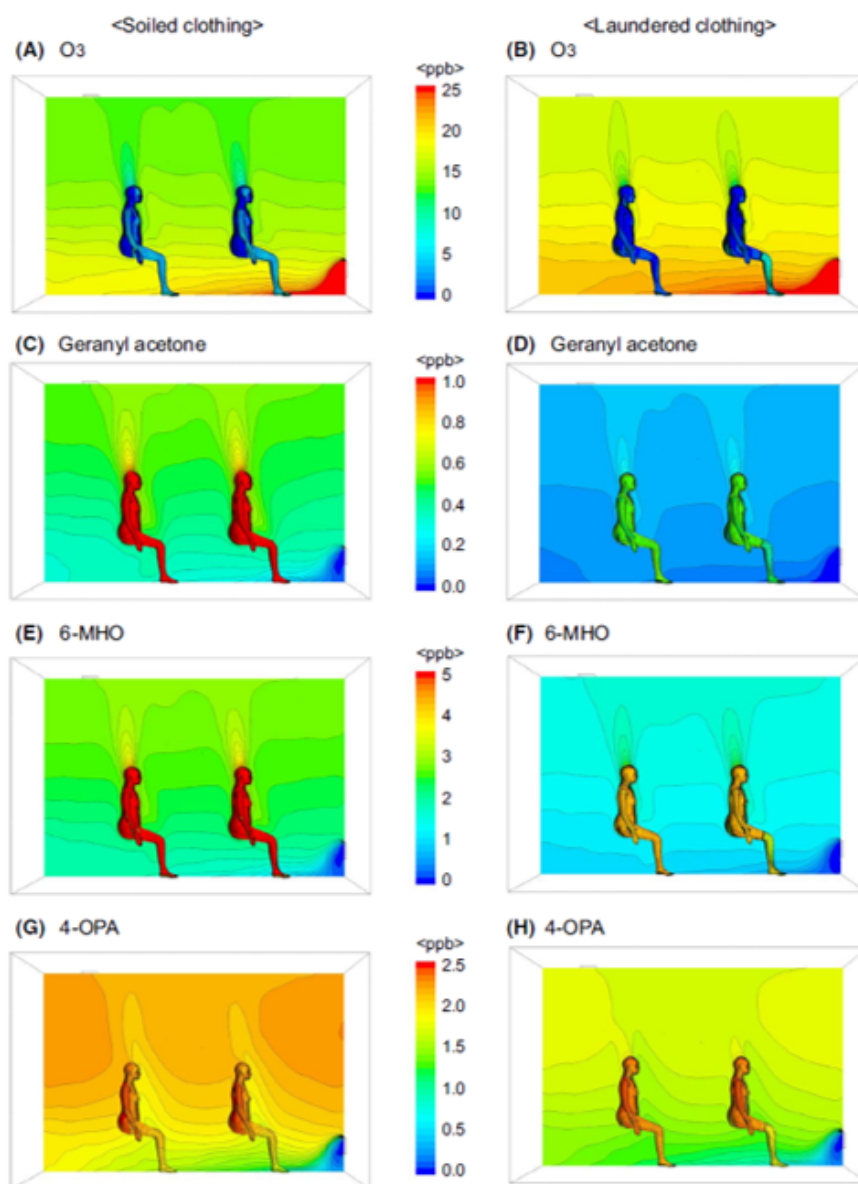 <Soiled clothing> <Laundered clothing>
(A) O3 (B) O3
<ppb>
25
20
15
10
5
0
(C) Geranyl acetone (D) Geranyl acetone
<ppb>
1.0
0.8
0.6
0.4
0.2
0.0
(E) 6-MHO (F) 6-MHO
<ppb>
5
4
3
2
1
0
(G) 4-OPA (H) 4-OPA
<ppb>
2.5
2.0
1.5
1.0
0.5
0.0